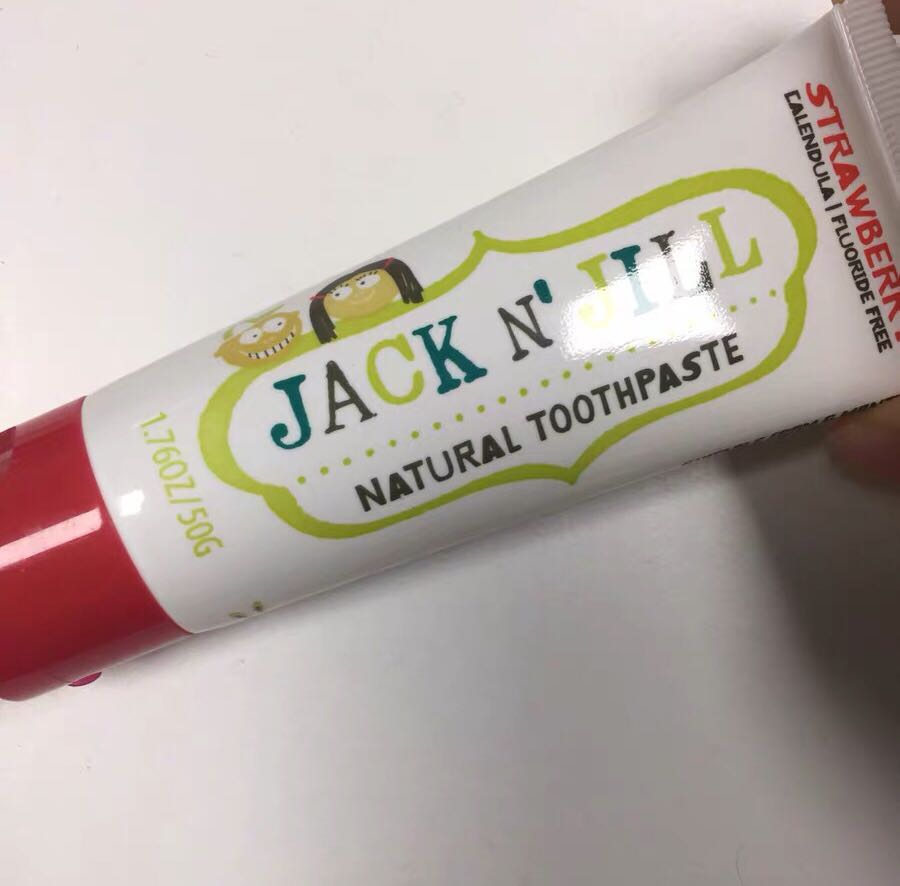 STRAWBERRY
CALENDULA | FLUORIDE FREE
JACK N' JILL
NATURAL TOOTHPASTE
1.76OZ/50G